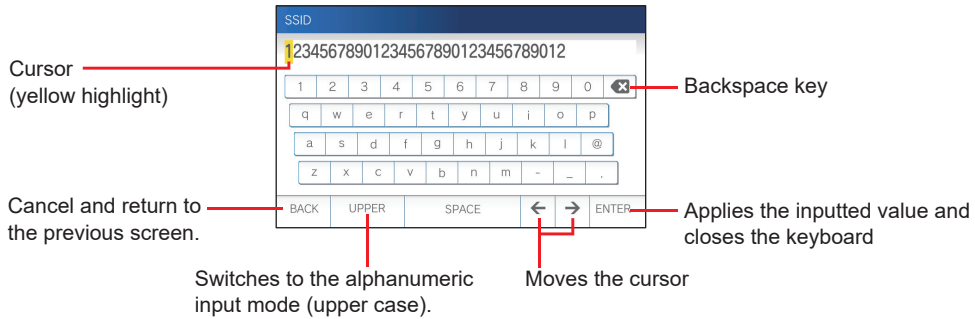 SSID
12345678901234567890123456789012
Cursor
(yellow highlight)
1 2 3 4 5 6 7 8 9 0
Backspace key
q w e r t y u i o p
a s d f g h j k l @
z x c v b n m - _ .
Cancel and return to
the previous screen.
BACK UPPER SPACE ← → ENTER
Applies the inputted value and
closes the keyboard
Switches to the alphanumeric
input mode (upper case).
Moves the cursor